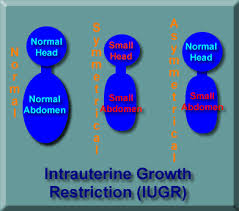 Normal
Normal
Head
Normal
Abdomen
Symmetrical
Small
Head
Small
Abdomen
Asymmetrical
Normal
Head
Small
Abdomen
Intrauterine Growth
Restriction (IUGR)